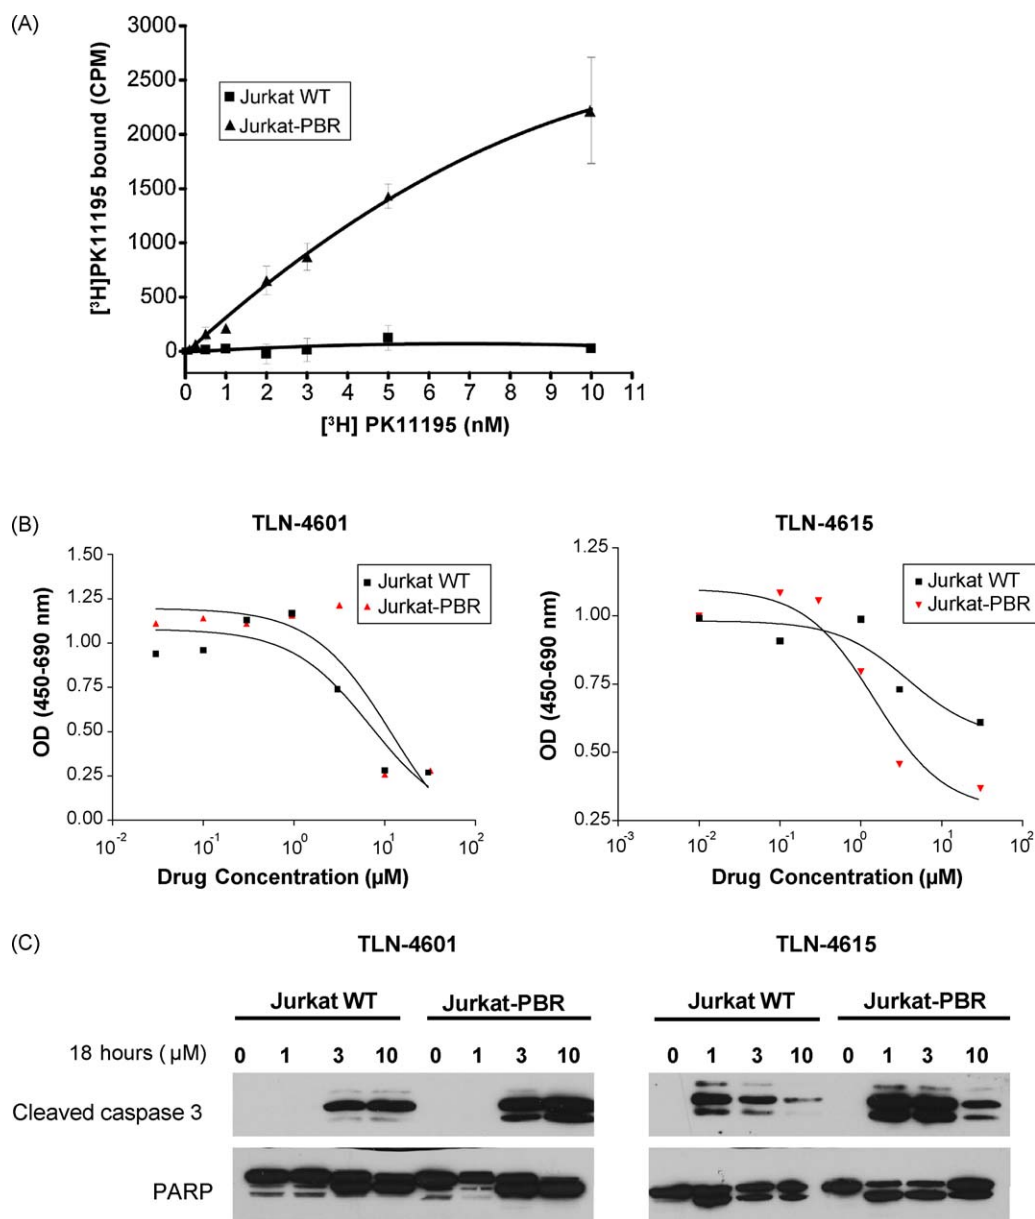 (A)
3000
2500
2000
1500
1000
500
0
[³H]PK11195 bound (CPM)
Jurkat WT
Jurkat-PBR
0 1 2 3 4 5 6 7 8 9 10 11
[³H] PK11195 (nM)
(B)
TLN-4601
1.50
1.25
1.00
0.75
0.50
0.25
0.00
OD (450-690 nm)
Jurkat WT
Jurkat-PBR
10⁻² 10⁻¹ 10⁰ 10¹ 10²
Drug Concentration (µM)
TLN-4615
1.25
1.00
0.75
0.50
0.25
OD (450-690 nm)
Jurkat WT
Jurkat-PBR
10⁻³ 10⁻² 10⁻¹ 10⁰ 10¹ 10²
Drug Concentration (µM)
(C)
TLN-4601
TLN-4615
Jurkat WT
Jurkat-PBR
Jurkat WT
Jurkat-PBR
18 hours ( µM) 0 1 3 10 0 1 3 10 0 1 3 10 0 1 3 10
Cleaved caspase 3
PARP